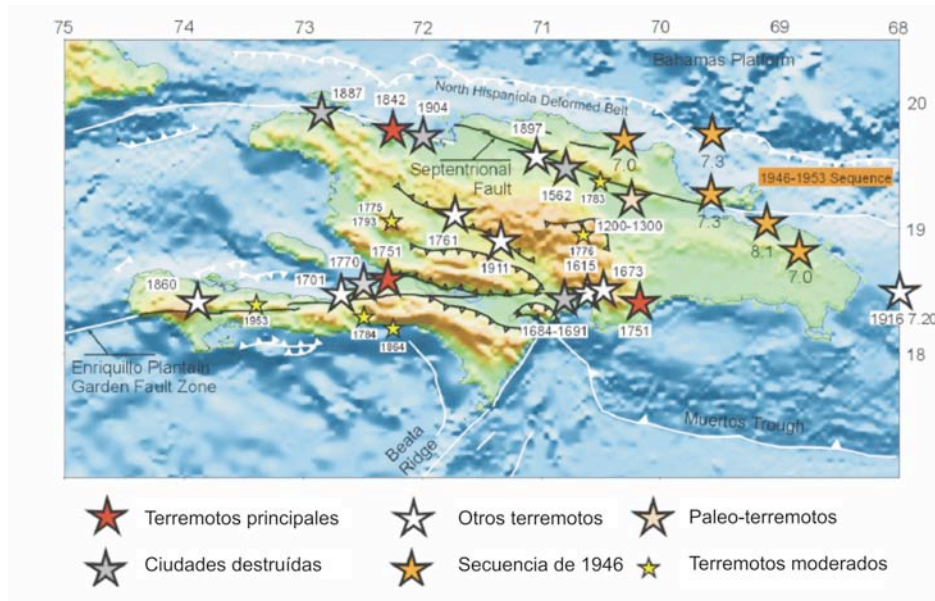 75 74 73 72 71 70 69 68
Bahamas Platform
1887
1842
1904
North Hispaniola Deformed Belt
20
1897
Septentrional
Fault
7.0
7.3
1562
1783
1946-1953 Sequence
1775
1793
1200-1300
7.3
19
1761
1776
8.1
1751
1770
1911
1615
1673
7.0
1860
1701
1953
1784
1864
1684-1691
1751
1916 7.20
18
Enriquillo Plantain
Garden Fault Zone
Beata
Ridge
Muertos Trough
Terremotos principales
Otros terremotos
Paleo-terremotos
Ciudades destruídas
Secuencia de 1946
Terremotos moderados